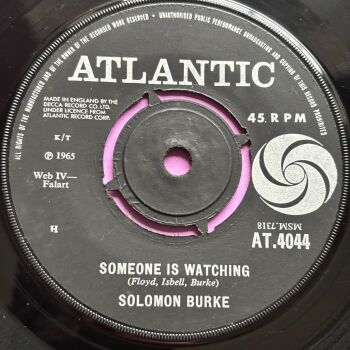 ALL RIGHTS OF THE MANUFACTURER AND OF THE OWNER OF THE RECORDED WORK RESERVED • UNAUTHORISED PUBLIC PERFORMANCE BROADCASTING AND COPYING OF THIS RECORD PROHIBITED
ATLANTIC
MADE IN ENGLAND BY THE
DECCA RECORD CO. LTD.
UNDER LICENCE FROM
ATLANTIC RECORD CORP.
45 RPM
K/T
℗ 1965
Web IV—
Falart
MSM.7318
H
AT.4044
SOMEONE IS WATCHING
(Floyd, Isbell, Burke)
SOLOMON BURKE